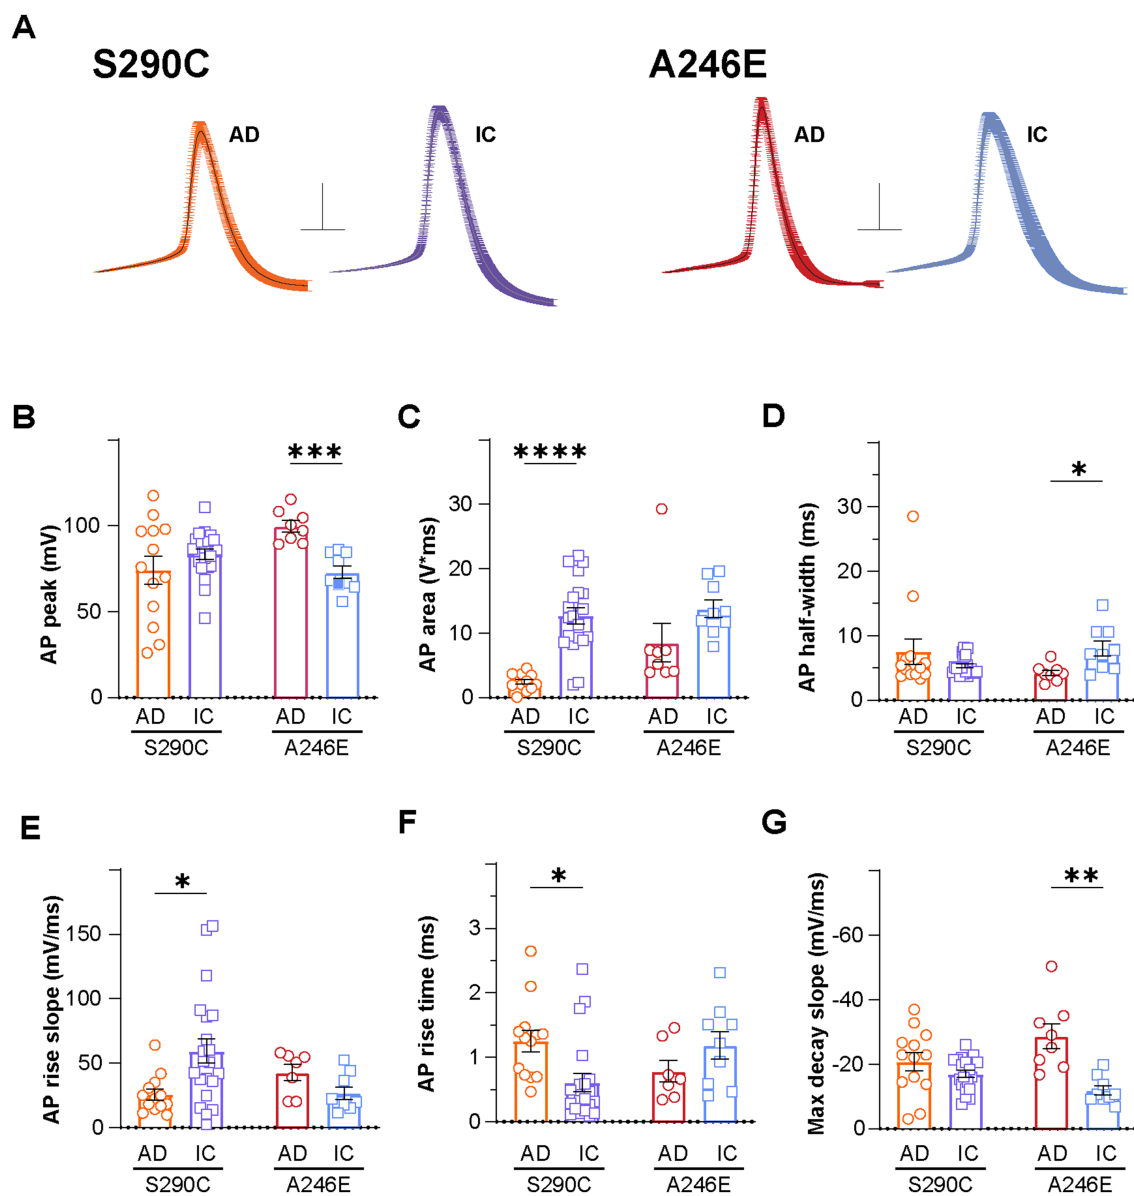 A
S290C
A246E
AD
IC
AD
IC
B
C
D
AP peak (mV)
100
50
0
***
AD IC AD IC
S290C A246E
AP area (V*ms)
30
20
10
0
****
AD IC AD IC
S290C A246E
AP half-width (ms)
30
20
10
0
*
AD IC AD IC
S290C A246E
E
F
G
AP rise slope (mV/ms)
150
100
50
0
*
AD IC AD IC
S290C A246E
AP rise time (ms)
3
2
1
0
*
AD IC AD IC
S290C A246E
Max decay slope (mV/ms)
-60
-40
-20
0
**
AD IC AD IC
S290C A246E